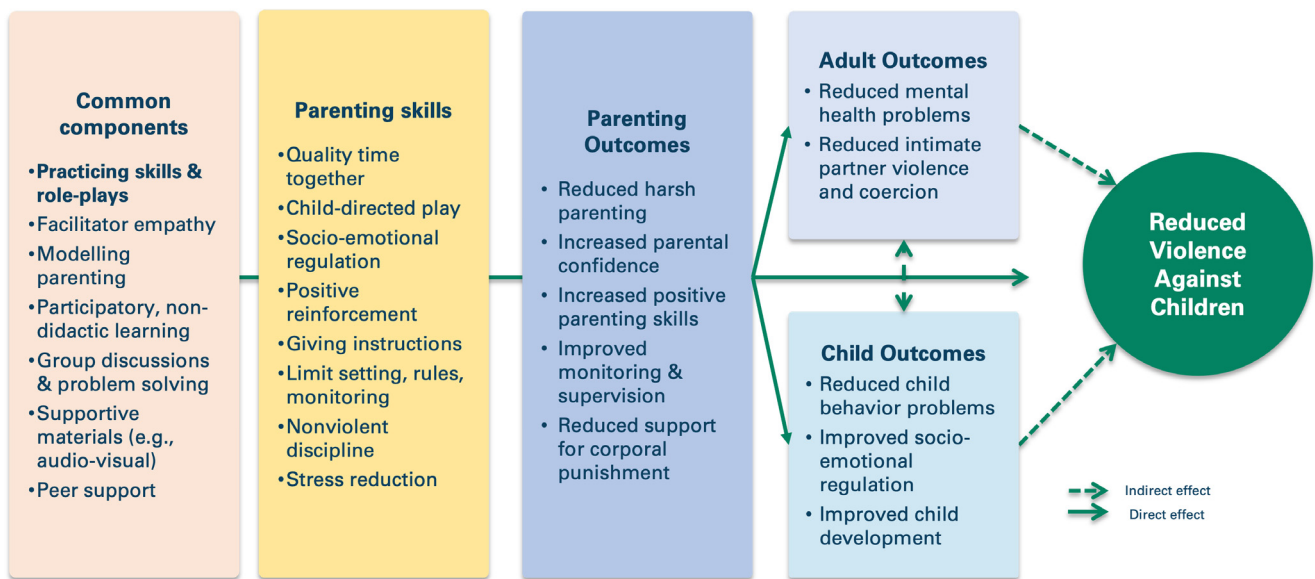 Common
components
•Practicing skills &
role-plays
•Facilitator empathy
•Modelling
parenting
•Participatory, non-
didactic learning
•Group discussions
& problem solving
•Supportive
materials (e.g.,
audio-visual)
•Peer support
Parenting skills
•Quality time
together
•Child-directed play
•Socio-emotional
regulation
•Positive
reinforcement
•Giving instructions
•Limit setting, rules,
monitoring
•Nonviolent
discipline
•Stress reduction
Parenting
Outcomes
• Reduced harsh
parenting
• Increased parental
confidence
• Increased positive
parenting skills
• Improved
monitoring &
supervision
• Reduced support
for corporal
punishment
Adult Outcomes
• Reduced mental
health problems
• Reduced intimate
partner violence
and coercion
Child Outcomes
• Reduced child
behavior problems
• Improved socio-
emotional
regulation
• Improved child
development
Reduced
Violence
Against
Children
Indirect effect
Direct effect